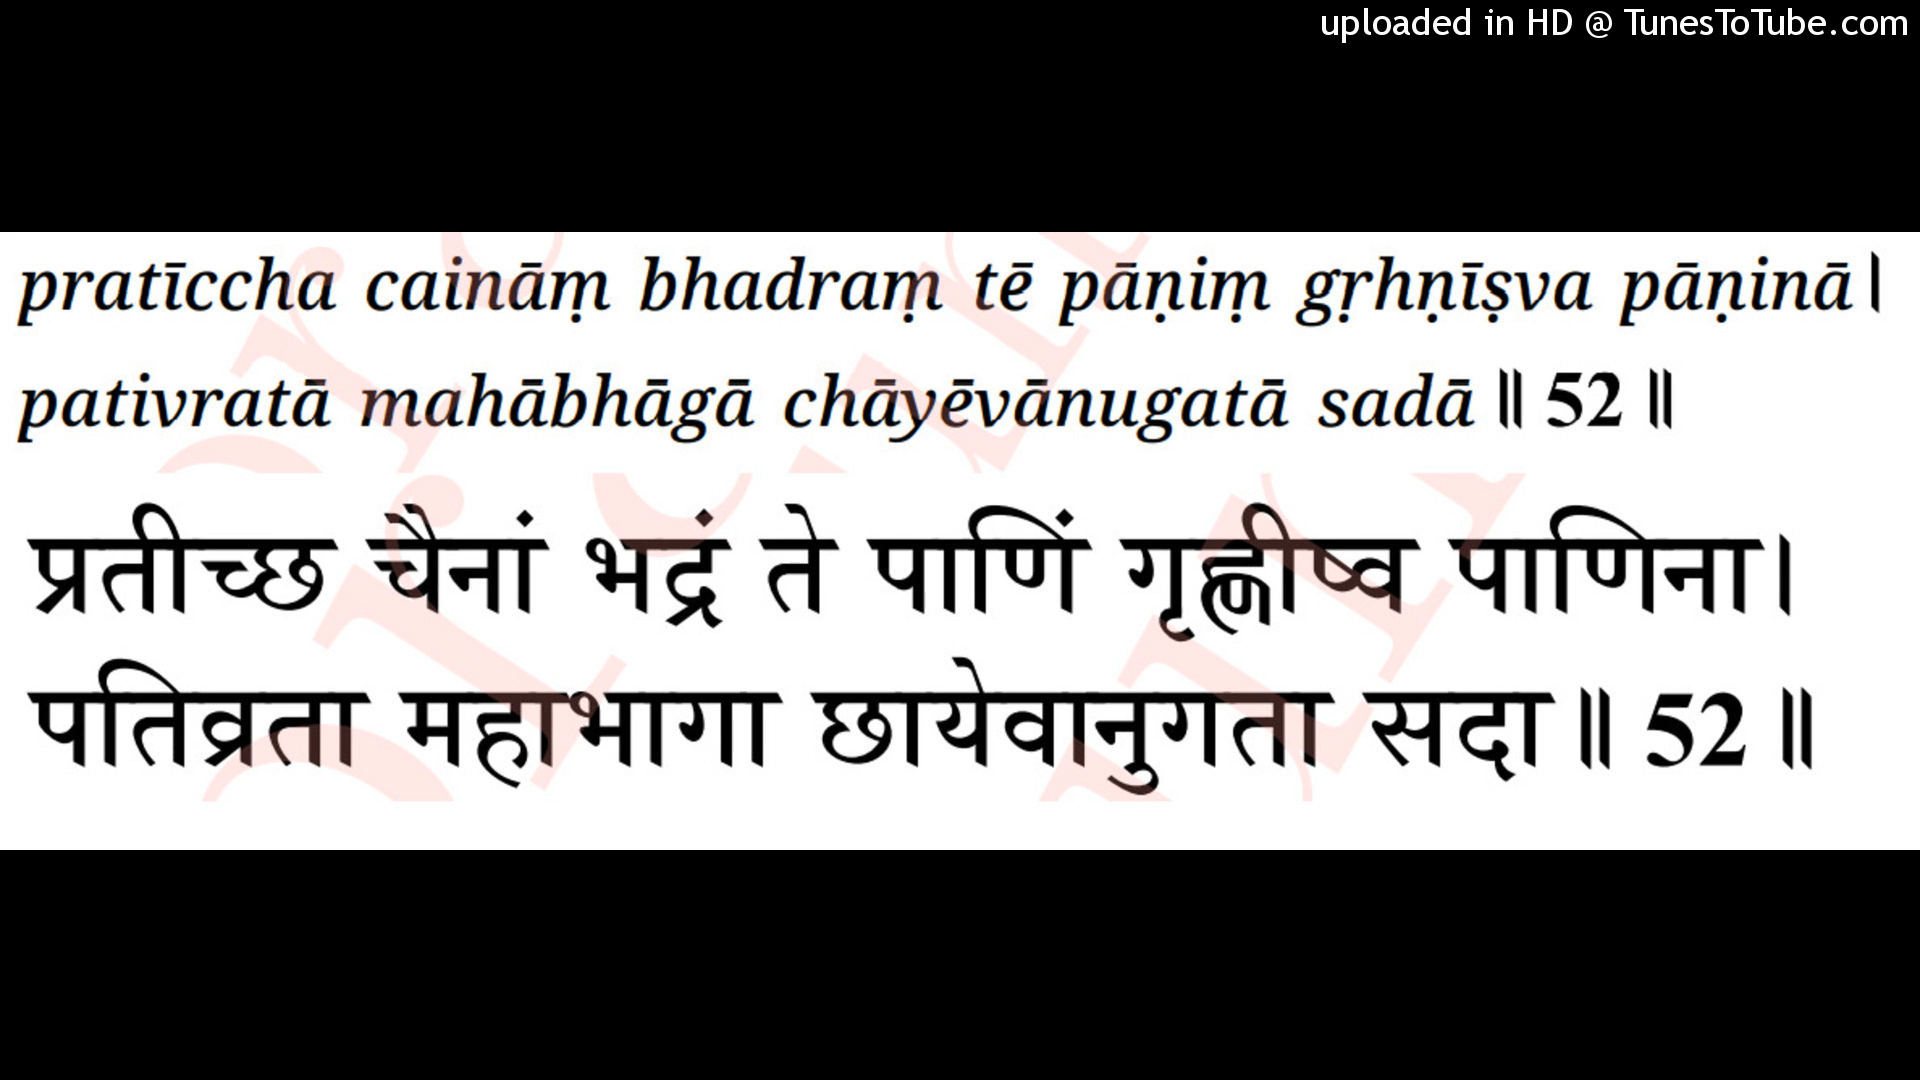 uploaded in HD @ TunesToTube.com
pratīccha caināṃ bhadraṃ tē pāṇiṃ gṛhṇīṣva pāṇinā।
pativratā mahābhāgā chāyēvānugatā sadā॥ 52॥
प्रतीच्छ चैनां भद्रं ते पाणिं गृह्णीष्व पाणिना।
पतिव्रता महाभागा छायेवानुगता सदा॥ 52॥